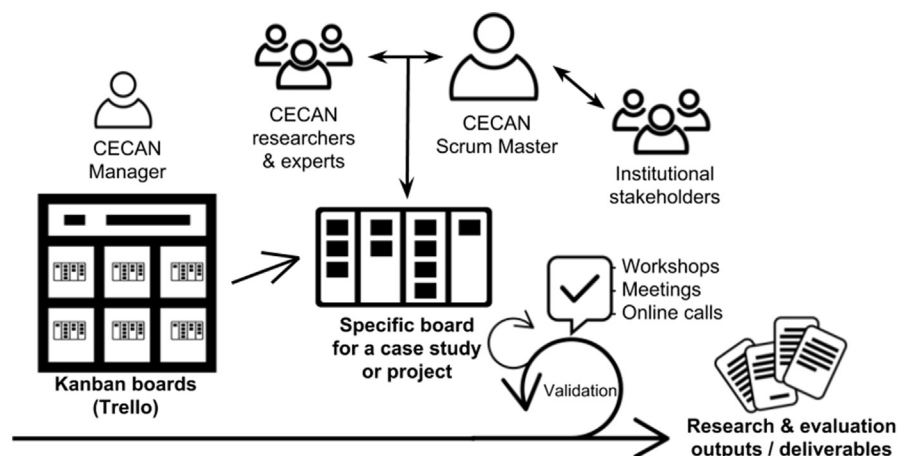 CECAN
Manager
CECAN
researchers
& experts
CECAN
Scrum Master
Institutional
stakeholders
Kanban boards
(Trello)
Specific board
for a case study
or project
Workshops
Meetings
Online calls
Validation
Research & evaluation
outputs / deliverables